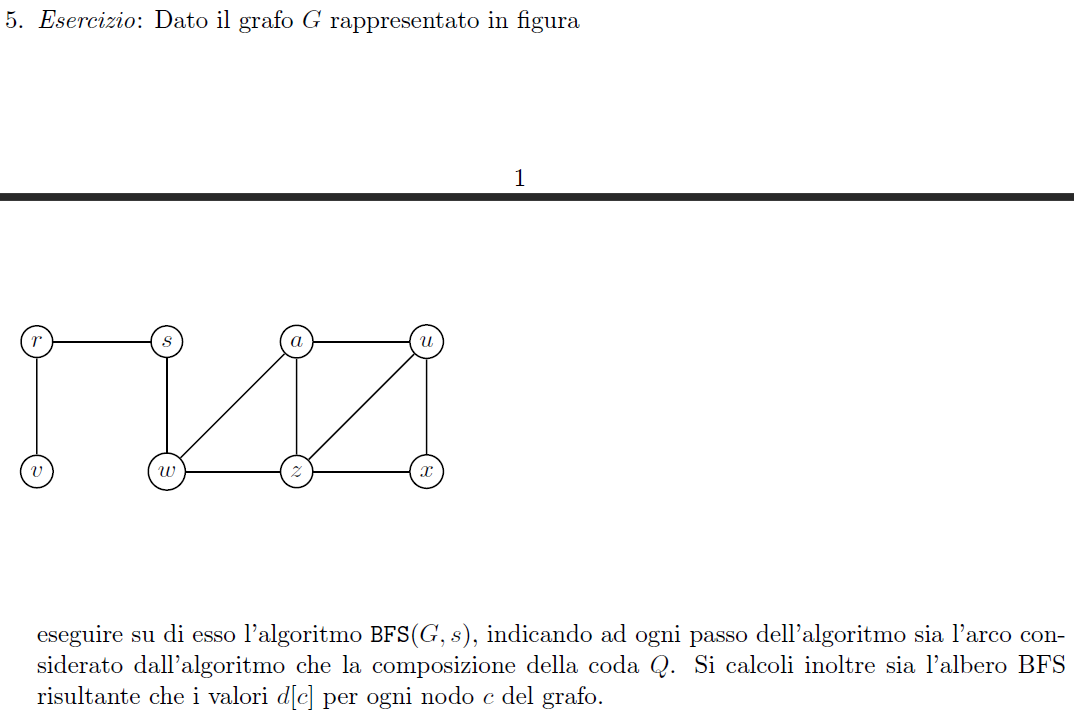 5. Esercizio: Dato il grafo G rappresentato in figura
1
r s a u
v w z x
eseguire su di esso l'algoritmo BFS(G, s), indicando ad ogni passo dell'algoritmo sia l'arco con-
siderato dall'algoritmo che la composizione della coda Q. Si calcoli inoltre sia l'albero BFS
risultante che i valori d[c] per ogni nodo c del grafo.